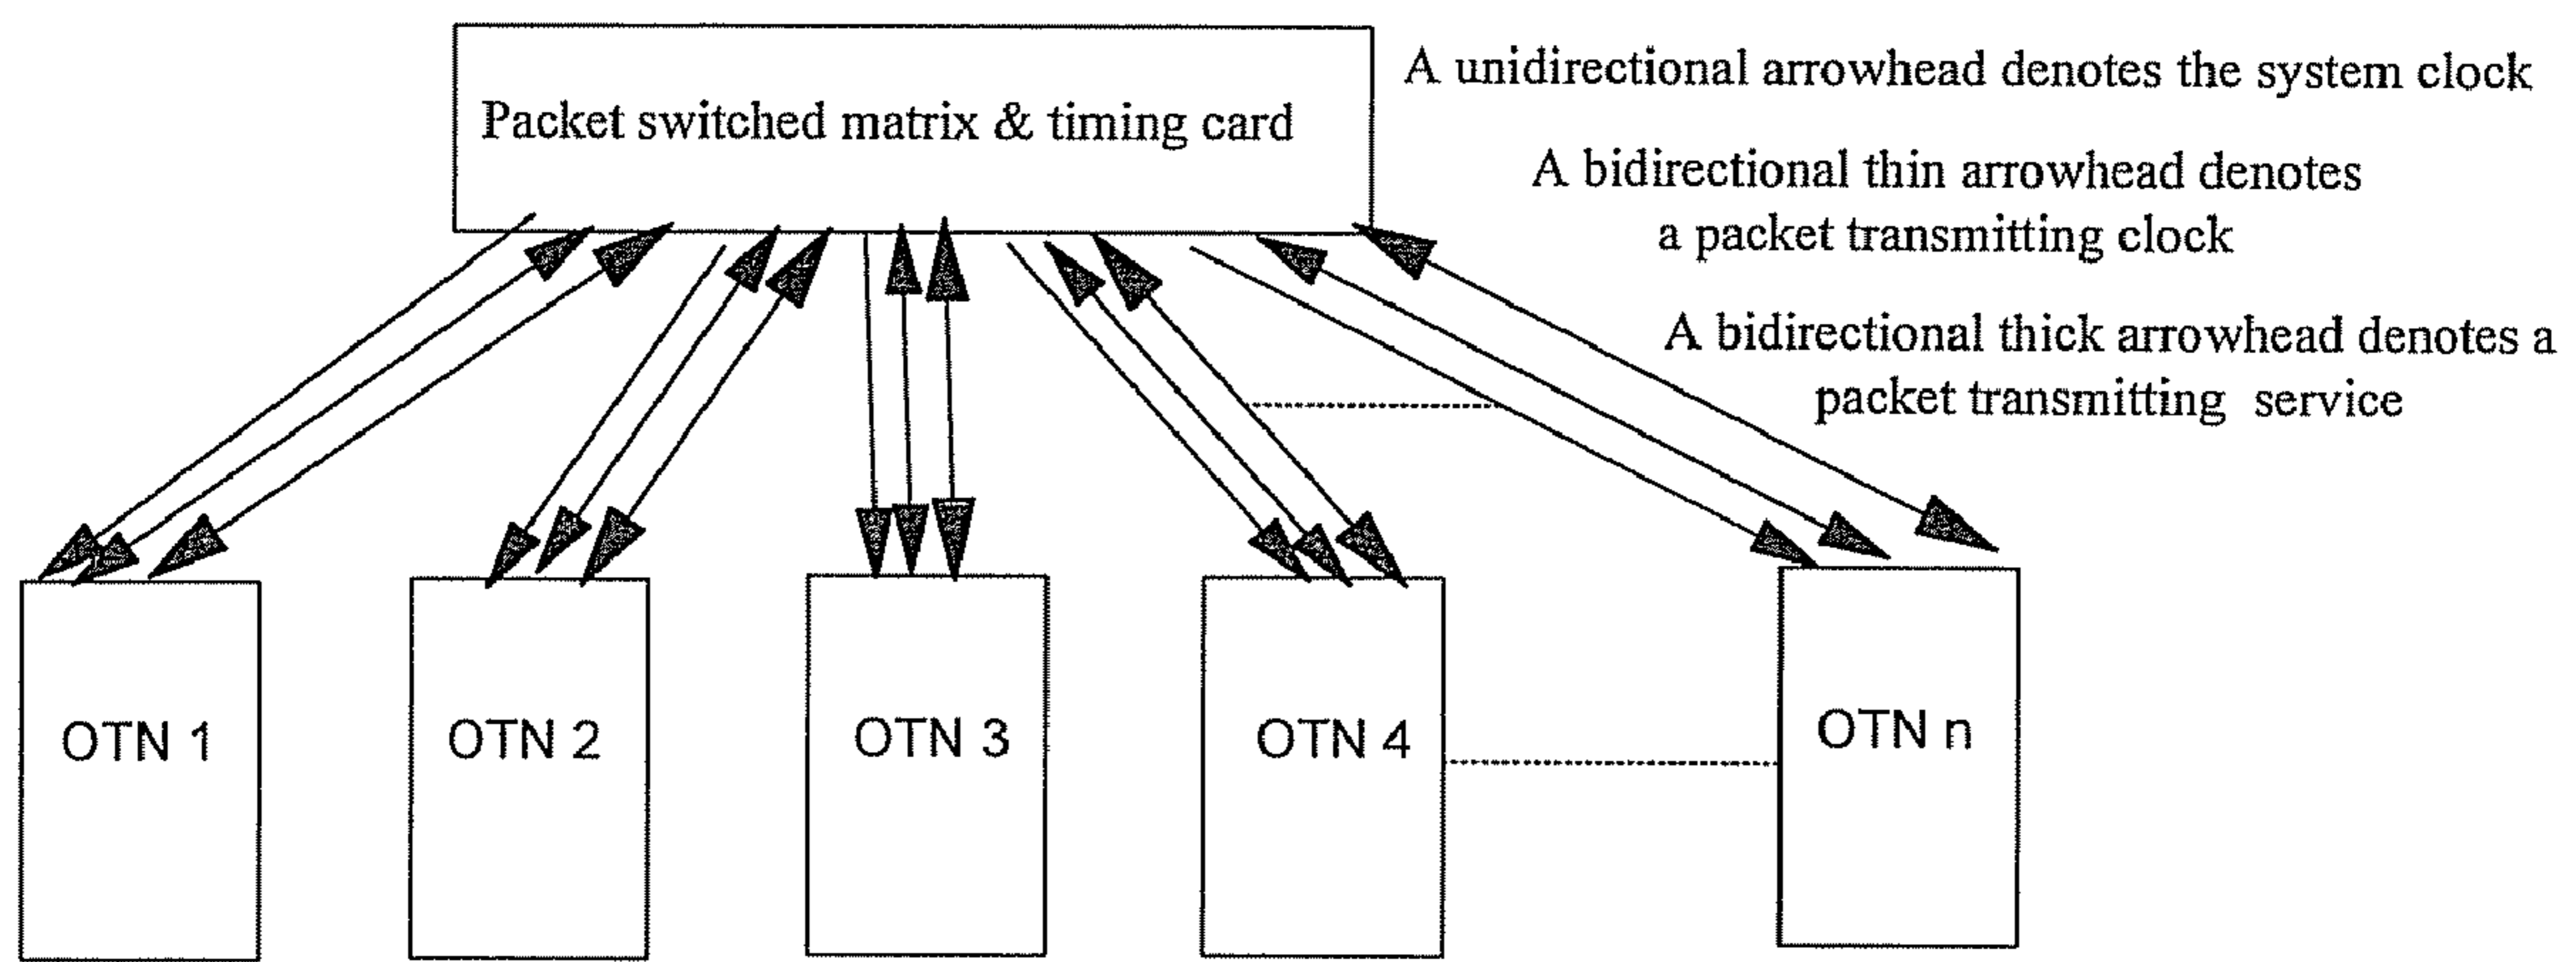 Packet switched matrix & timing card
A unidirectional arrowhead denotes the system clock
A bidirectional thin arrowhead denotes
a packet transmitting clock
A bidirectional thick arrowhead denotes a
packet transmitting service
OTN 1
OTN 2
OTN 3
OTN 4
OTN n